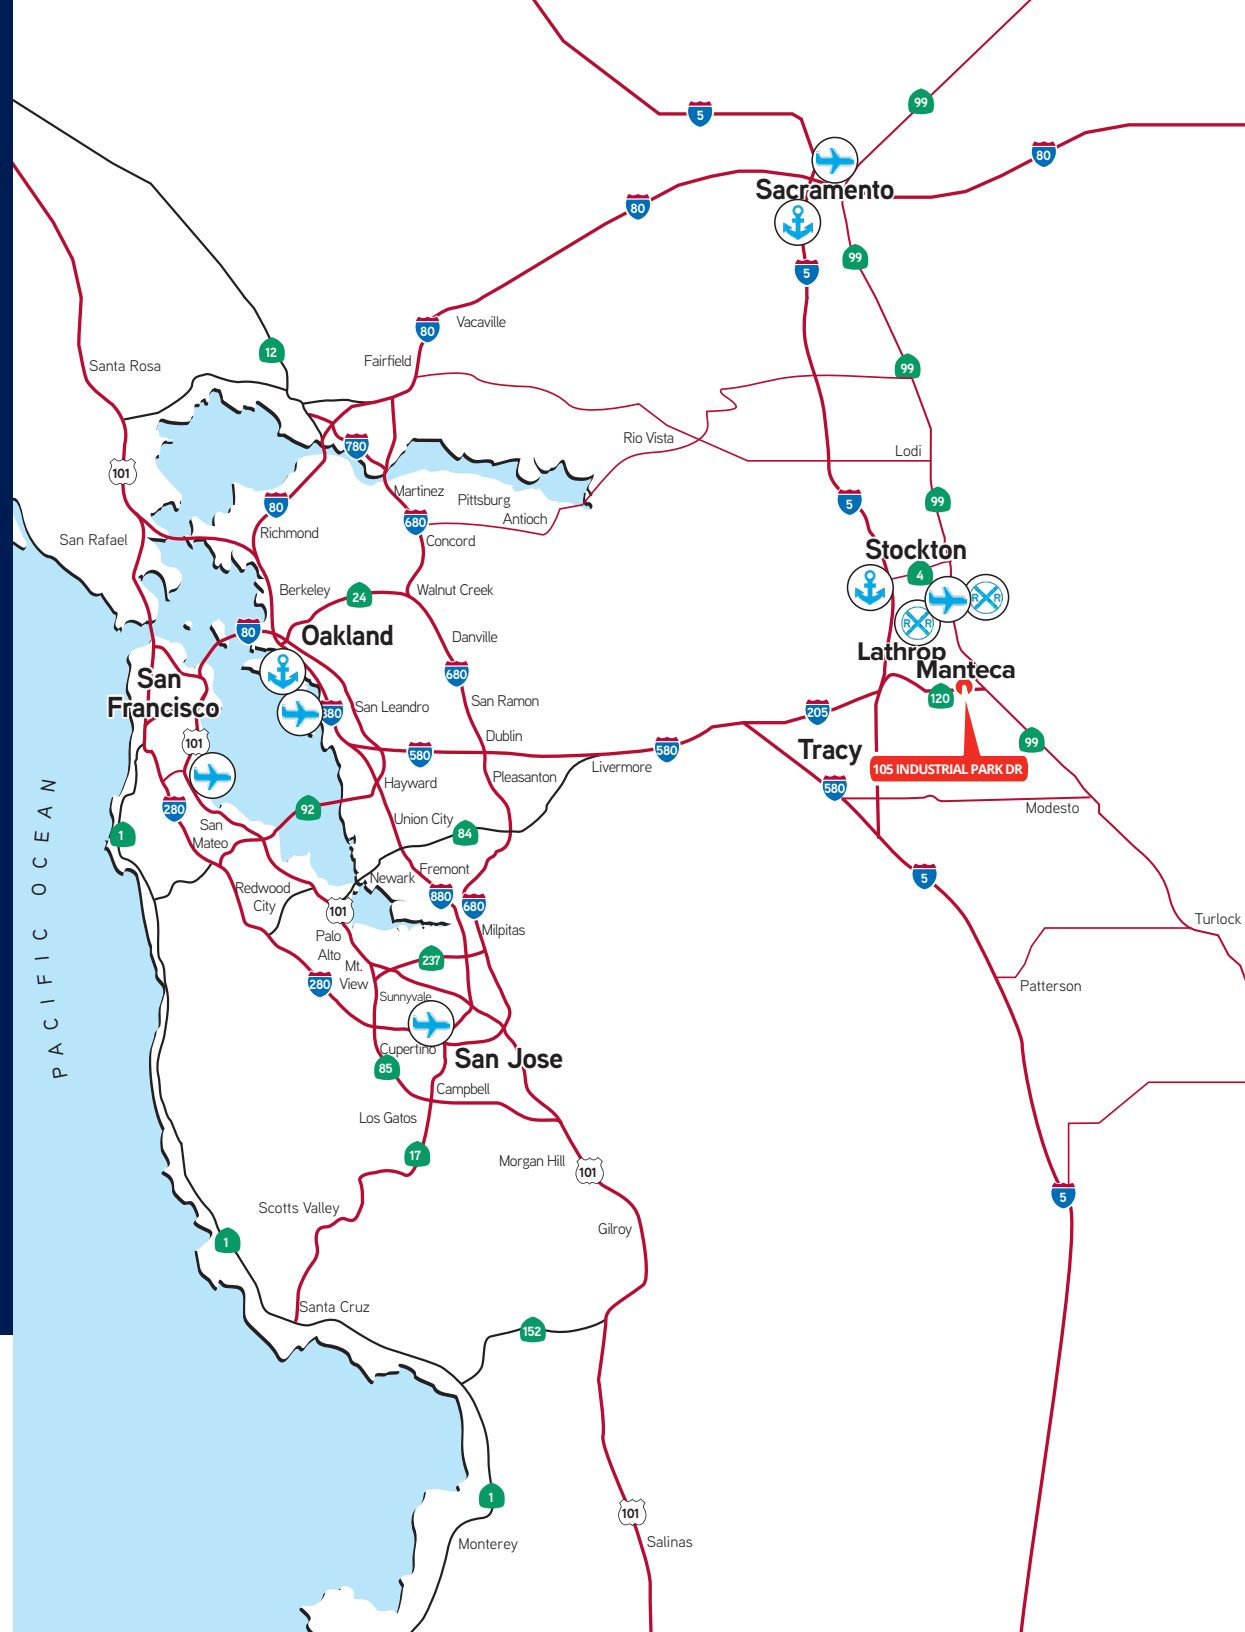 99
5
80
Sacramento
80
99
5
Vacaville
80
12
Fairfield
Santa Rosa
99
Rio Vista
780
Lodi
101
Martinez
Pittsburg
80
5
99
Antioch
680
Richmond
Concord
San Rafael
Stockton
4
Berkeley
24
Walnut Creek
R R
R R
80
Oakland
Danville
Lathrop
Manteca
680
San
Francisco
San Ramon
120
San Leandro
880
205
Dublin
101
580
580
99
Tracy
Livermore
105 INDUSTRIAL PARK DR
Pleasanton
Hayward
580
280
92
Modesto
Union City
San
Mateo
84
1
PACIFIC OCEAN
Fremont
Newark
5
Redwood
City
880
680
101
Turlock
Palo
Alto
Milpitas
237
Mt.
View
280
Patterson
Sunnyvale
Cupertino
San Jose
85
Campbell
Los Gatos
17
Morgan Hill
101
5
Scotts Valley
Gilroy
1
Santa Cruz
152
1
101
Monterey
Salinas